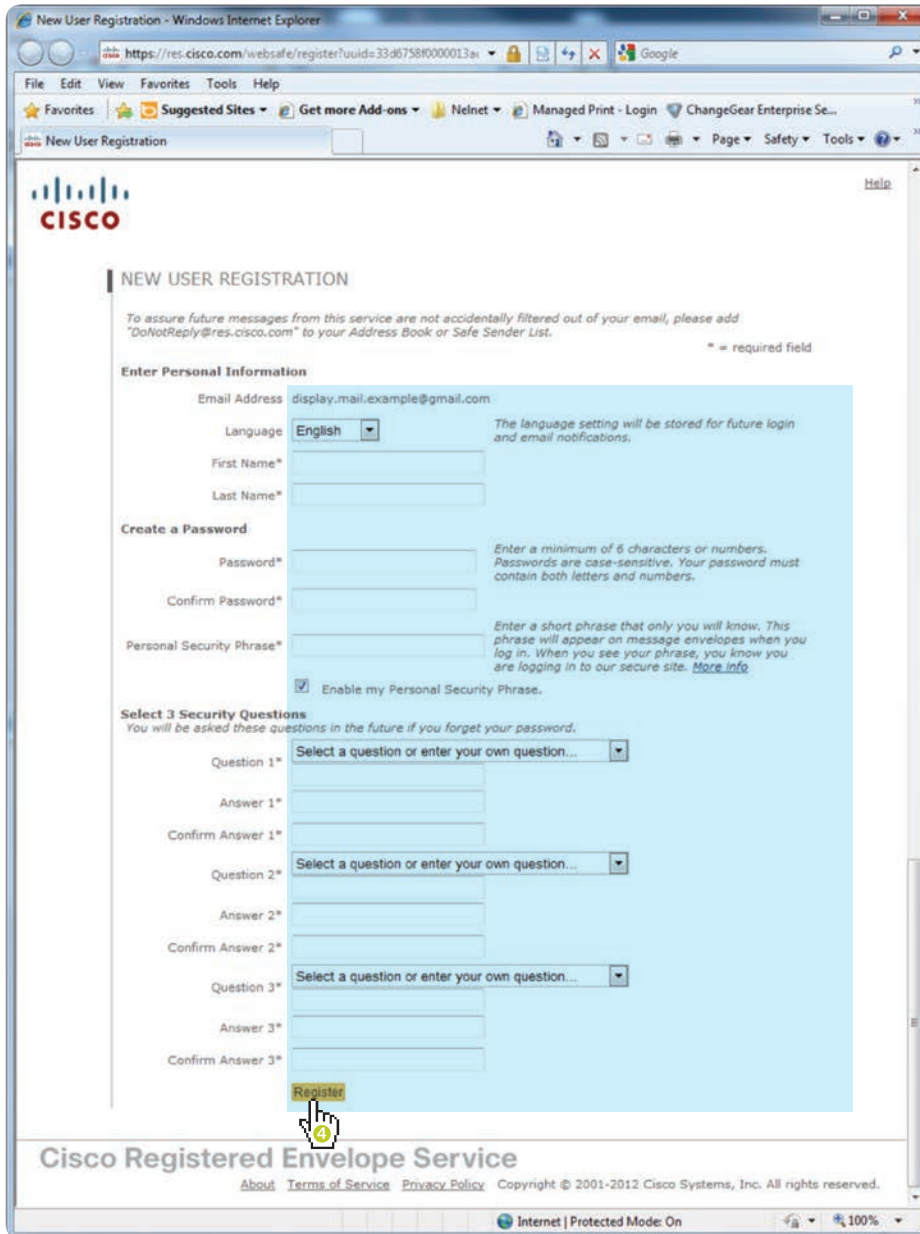 New User Registration - Windows Internet Explorer
https://res.cisco.com/websafe/register?uuid=33d6758f0000013a
Google
File Edit View Favorites Tools Help
Favorites Suggested Sites Get more Add-ons Nelnet Managed Print - Login ChangeGear Enterprise Se...
New User Registration Page Safety Tools
Help
CISCO
NEW USER REGISTRATION
To assure future messages from this service are not accidentally filtered out of your email, please add
"DoNotReply@res.cisco.com" to your Address Book or Safe Sender List.
* = required field
Enter Personal Information
Email Address display.mail.example@gmail.com
Language English The language setting will be stored for future login
and email notifications.
First Name*
Last Name*
Create a Password
Password* Enter a minimum of 6 characters or numbers.
Passwords are case-sensitive. Your password must
contain both letters and numbers.
Confirm Password*
Personal Security Phrase* Enter a short phrase that only you will know. This
phrase will appear on message envelopes when you
log in. When you see your phrase, you know you
are logging in to our secure site. More info
Enable my Personal Security Phrase.
Select 3 Security Questions
You will be asked these questions in the future if you forget your password.
Question 1* Select a question or enter your own question...
Answer 1*
Confirm Answer 1*
Question 2* Select a question or enter your own question...
Answer 2*
Confirm Answer 2*
Question 3* Select a question or enter your own question...
Answer 3*
Confirm Answer 3*
Register
4
Cisco Registered Envelope Service
About Terms of Service Privacy Policy Copyright © 2001-2012 Cisco Systems, Inc. All rights reserved.
Internet | Protected Mode: On 100%